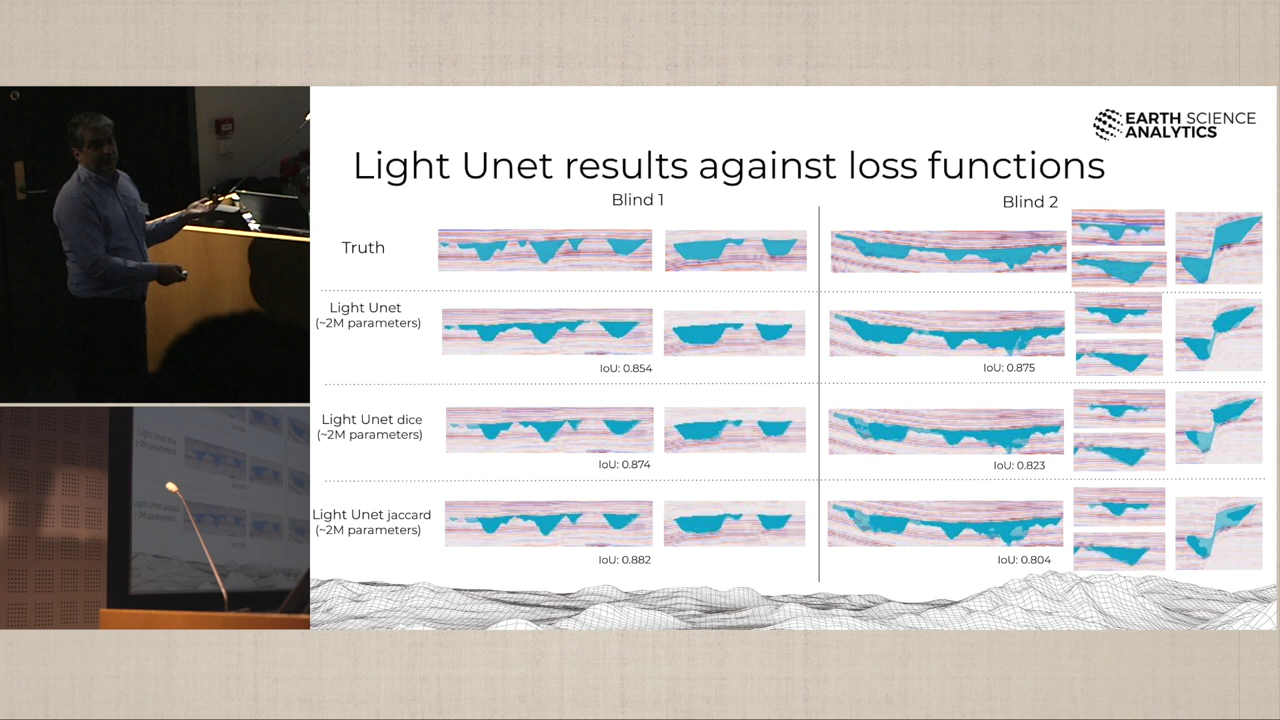 EARTH SCIENCE
ANALYTICS
Light Unet results against loss functions
Blind 1
Blind 2
Truth
Light Unet
(~2M parameters)
IoU: 0.854
IoU: 0.875
Light Unet dice
(~2M parameters)
IoU: 0.874
IoU: 0.823
Light Unet jaccard
(~2M parameters)
IoU: 0.882
IoU: 0.804